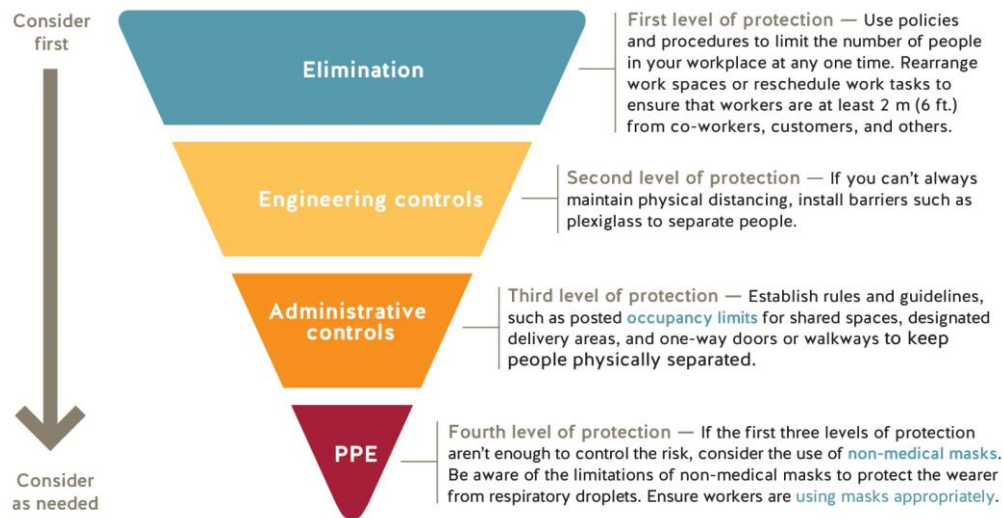 Consider
first
Elimination
First level of protection — Use policies
and procedures to limit the number of people
in your workplace at any one time. Rearrange
work spaces or reschedule work tasks to
ensure that workers are at least 2 m (6 ft.)
from co-workers, customers, and others.
Engineering controls
Second level of protection — If you can’t always
maintain physical distancing, install barriers such as
plexiglass to separate people.
Administrative
controls
Third level of protection — Establish rules and guidelines,
such as posted occupancy limits for shared spaces, designated
delivery areas, and one-way doors or walkways to keep
people physically separated.
PPE
Fourth level of protection — If the first three levels of protection
aren’t enough to control the risk, consider the use of non-medical masks.
Be aware of the limitations of non-medical masks to protect the wearer
from respiratory droplets. Ensure workers are using masks appropriately.
Consider
as needed